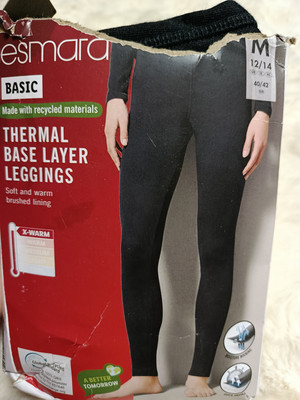 esmara
M
12/14
40/42
BASIC
Made with recycled materials
THERMAL
BASE LAYER
LEGGINGS
Soft and warm
brushed lining
X-WARM
A BETTER
TOMORROW